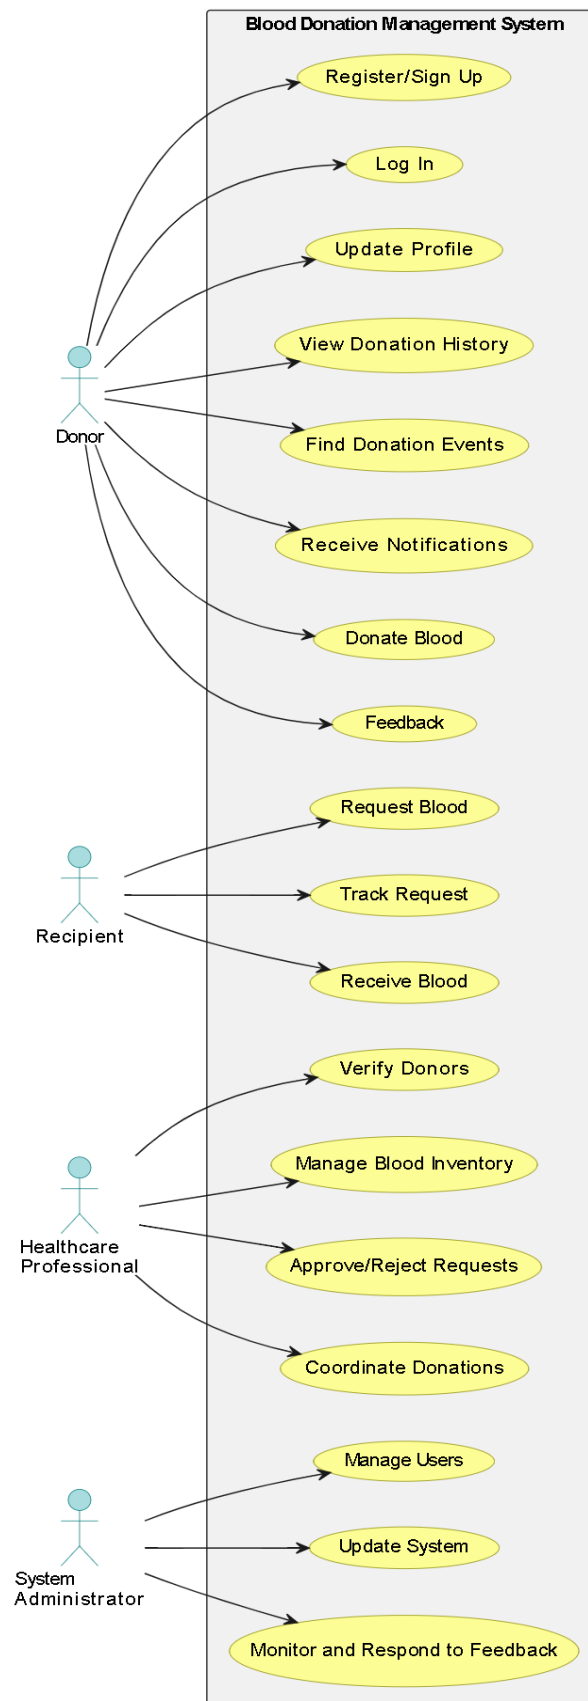 Blood Donation Management System
Register/Sign Up
Log In
Update Profile
View Donation History
Donor
Find Donation Events
Receive Notifications
Donate Blood
Feedback
Request Blood
Track Request
Recipient
Receive Blood
Verify Donors
Manage Blood Inventory
Healthcare
Professional
Approve/Reject Requests
Coordinate Donations
Manage Users
Update System
System
Administrator
Monitor and Respond to Feedback